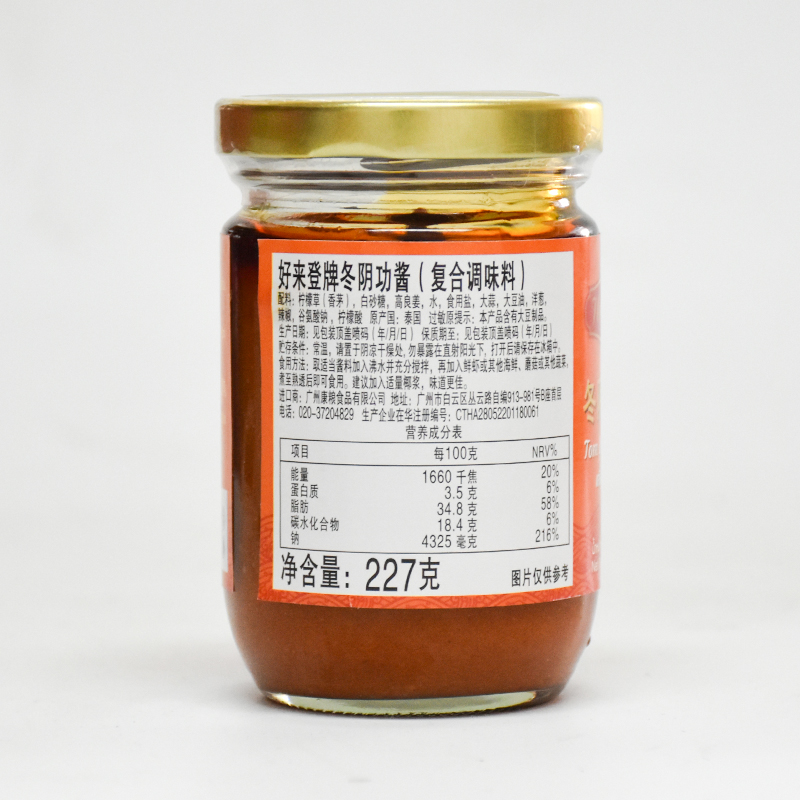 好来登牌冬阴功酱（复合调味料）
配料：柠檬草（香茅），白砂糖，高良姜，水，食用盐，大蒜，大豆油，洋葱，
辣椒，谷氨酸钠，柠檬酸 原产国：泰国 过敏原提示：本产品含有大豆制品。
生产日期：见包装顶盖喷码（年/月/日） 保质期至：见包装顶盖喷码（年/月/日）
贮存条件：常温，请置于阴凉干燥处，勿暴露在直射阳光下，打开后请保存在冰箱中。
食用方法：取适当酱料加入沸水并充分搅拌，再加入鲜虾或其他海鲜、蘑菇或其他蔬菜，
煮至熟透后即可食用。建议加入适量椰浆，味道更佳。
进口商：广州康粮食品有限公司 地址：广州市白云区丛云路自编913-981号B座首层
电话：020-37204829 生产企业在华注册编号：CTHA28052201180061
营养成分表
项目 每100克 NRV%
能量 1660 千焦 20%
蛋白质 3.5 克 6%
脂肪 34.8 克 58%
碳水化合物 18.4 克 6%
钠 4325 毫克 216%
净含量：227克 图片仅供参考
冬
Tom